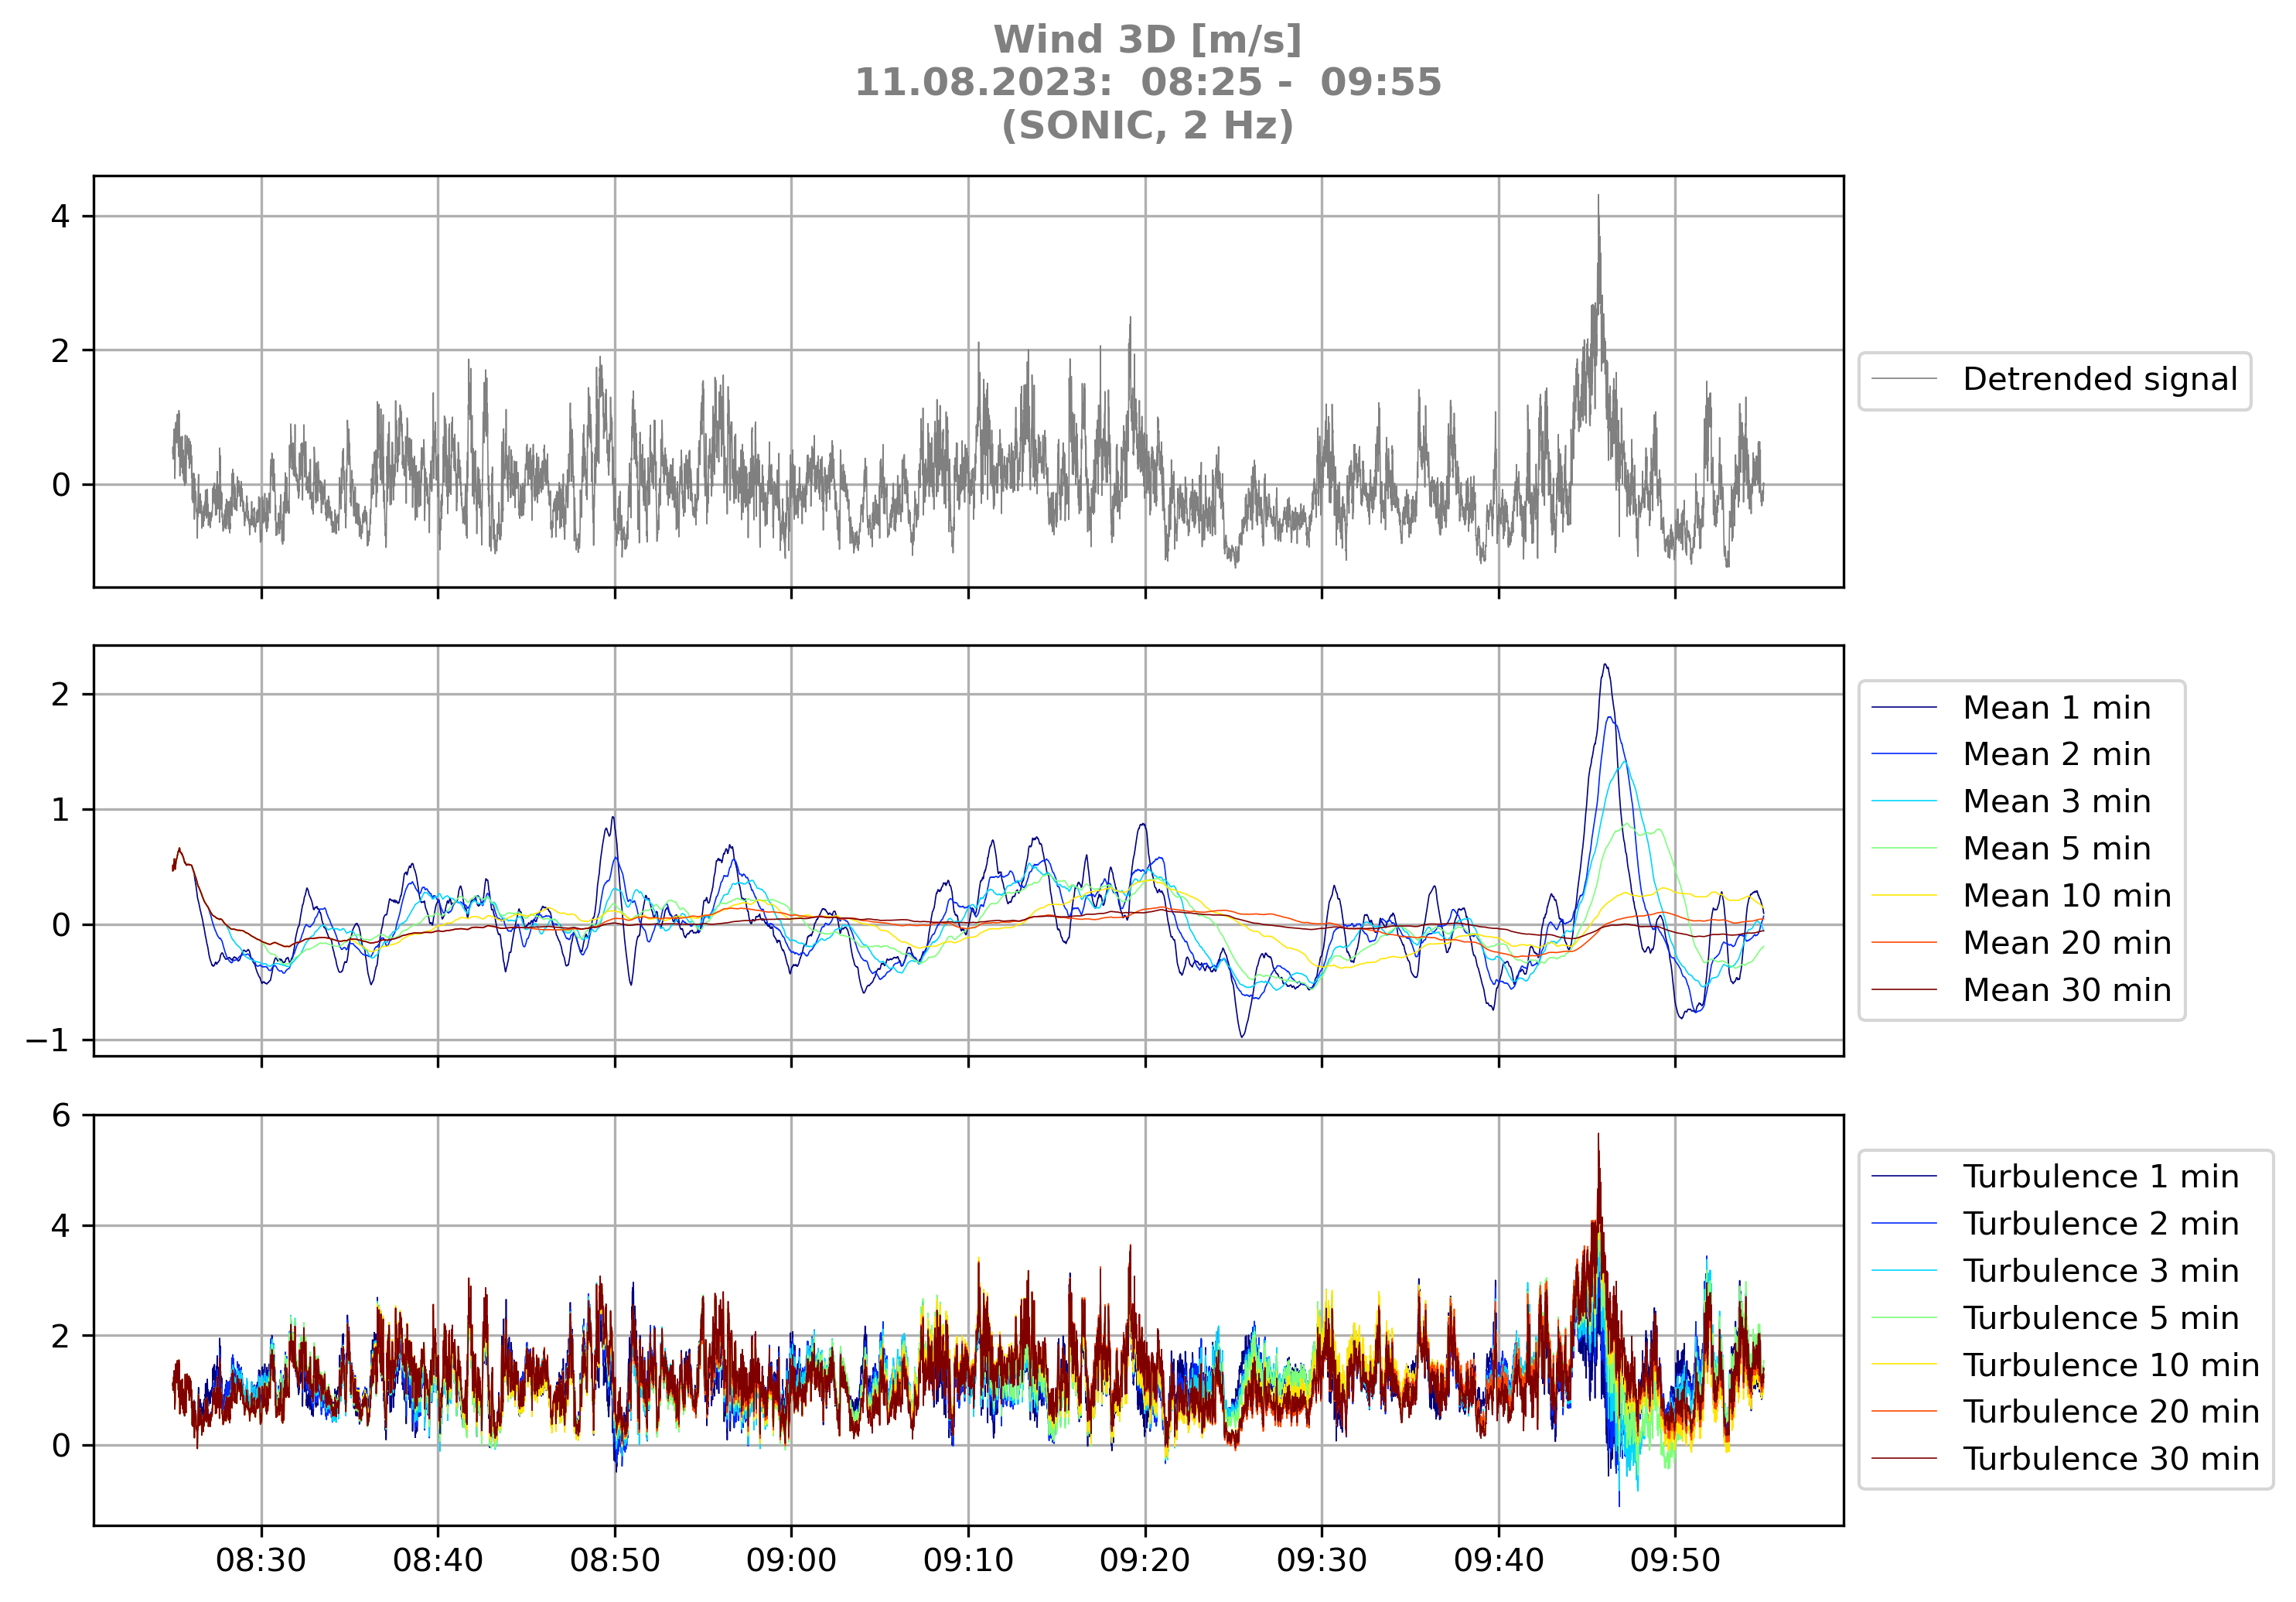 Wind 3D [m/s]
11.08.2023:  08:25 -  09:55
(SONIC, 2 Hz)
4
2
0
Detrended signal
2
1
0
−1
Mean 1 min
Mean 2 min
Mean 3 min
Mean 5 min
Mean 10 min
Mean 20 min
Mean 30 min
6
4
2
0
Turbulence 1 min
Turbulence 2 min
Turbulence 3 min
Turbulence 5 min
Turbulence 10 min
Turbulence 20 min
Turbulence 30 min
08:30 08:40 08:50 09:00 09:10 09:20 09:30 09:40 09:50